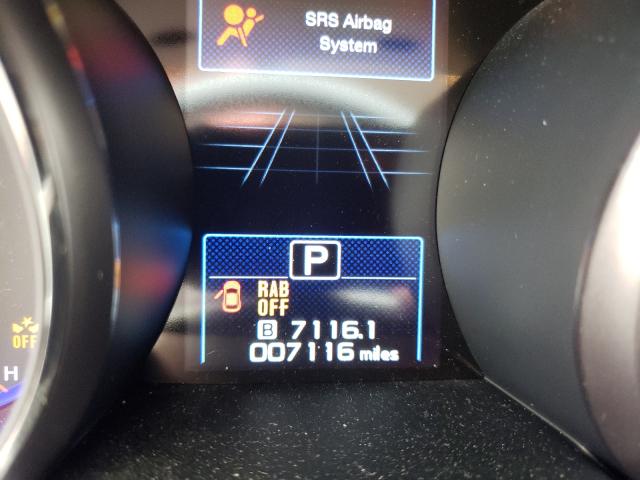 SRS Airbag
System
P
RAB
OFF
B 7116.1
007116 miles
OFF
H